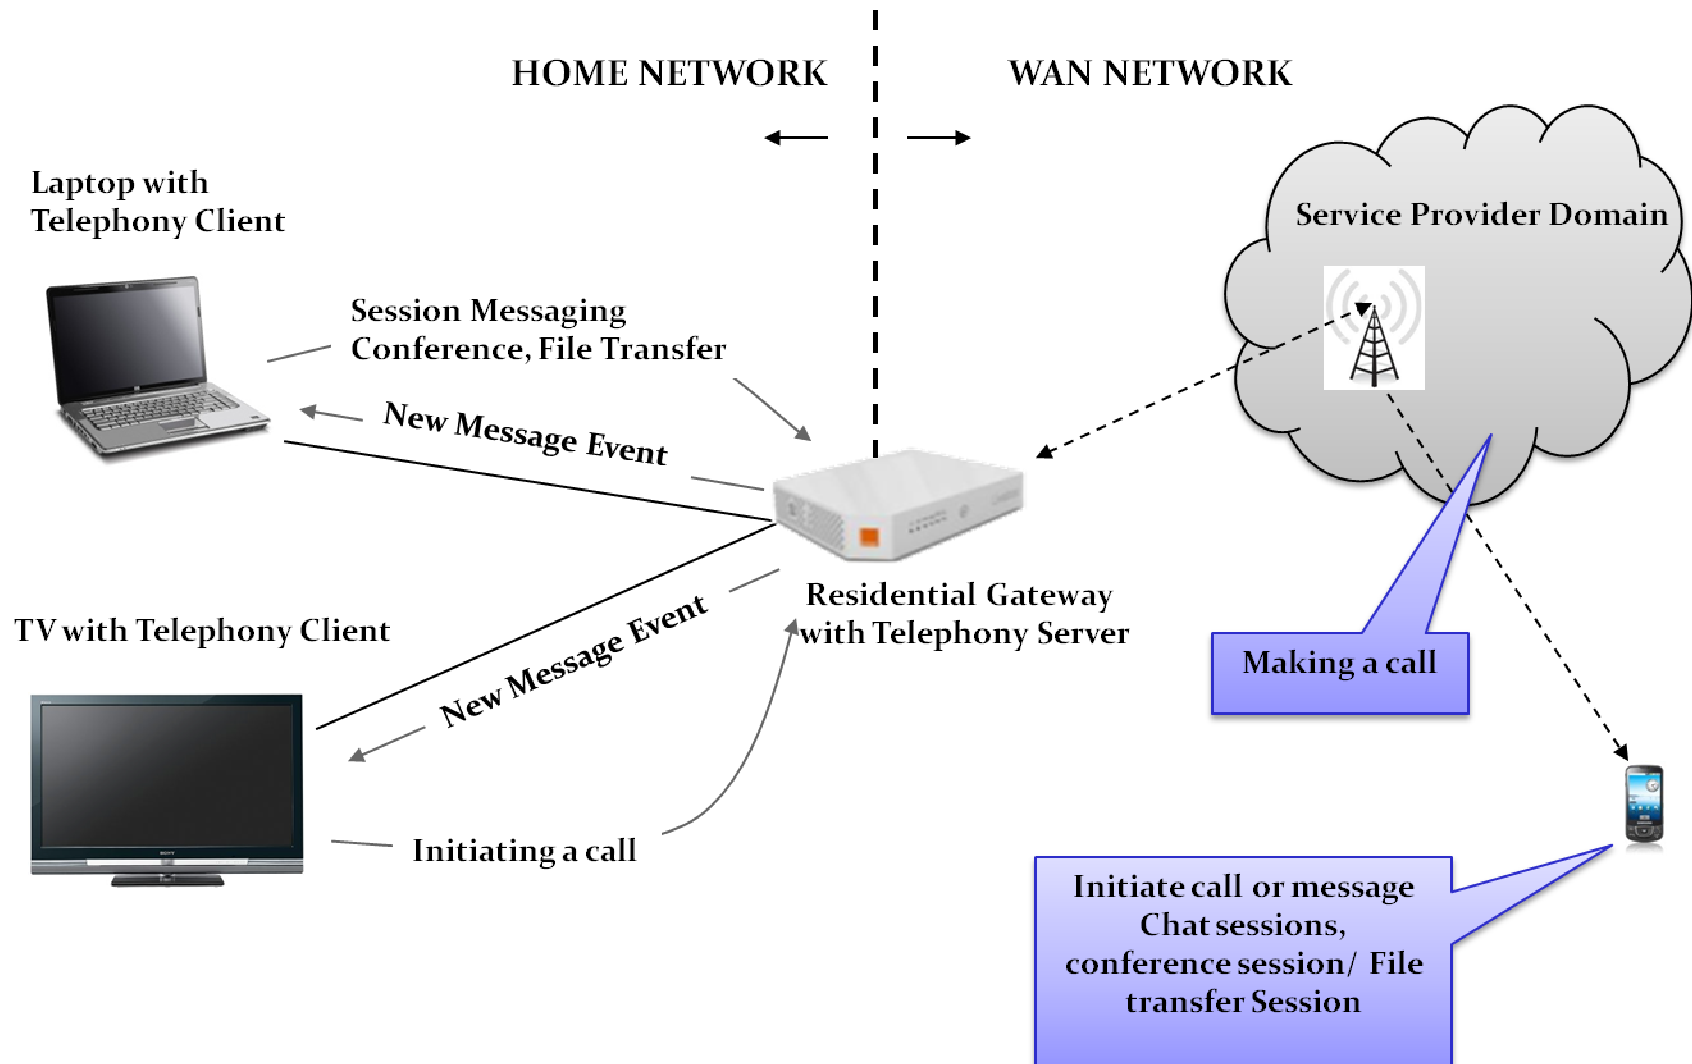 HOME NETWORK
WAN NETWORK
Laptop with
Telephony Client
Service Provider Domain
Session Messaging
Conference, File Transfer
New Message Event
Residential Gateway
with Telephony Server
TV with Telephony Client
New Message Event
Making a call
Initiating a call
Initiate call or message
Chat sessions,
conference session/ File
transfer Session
SONY